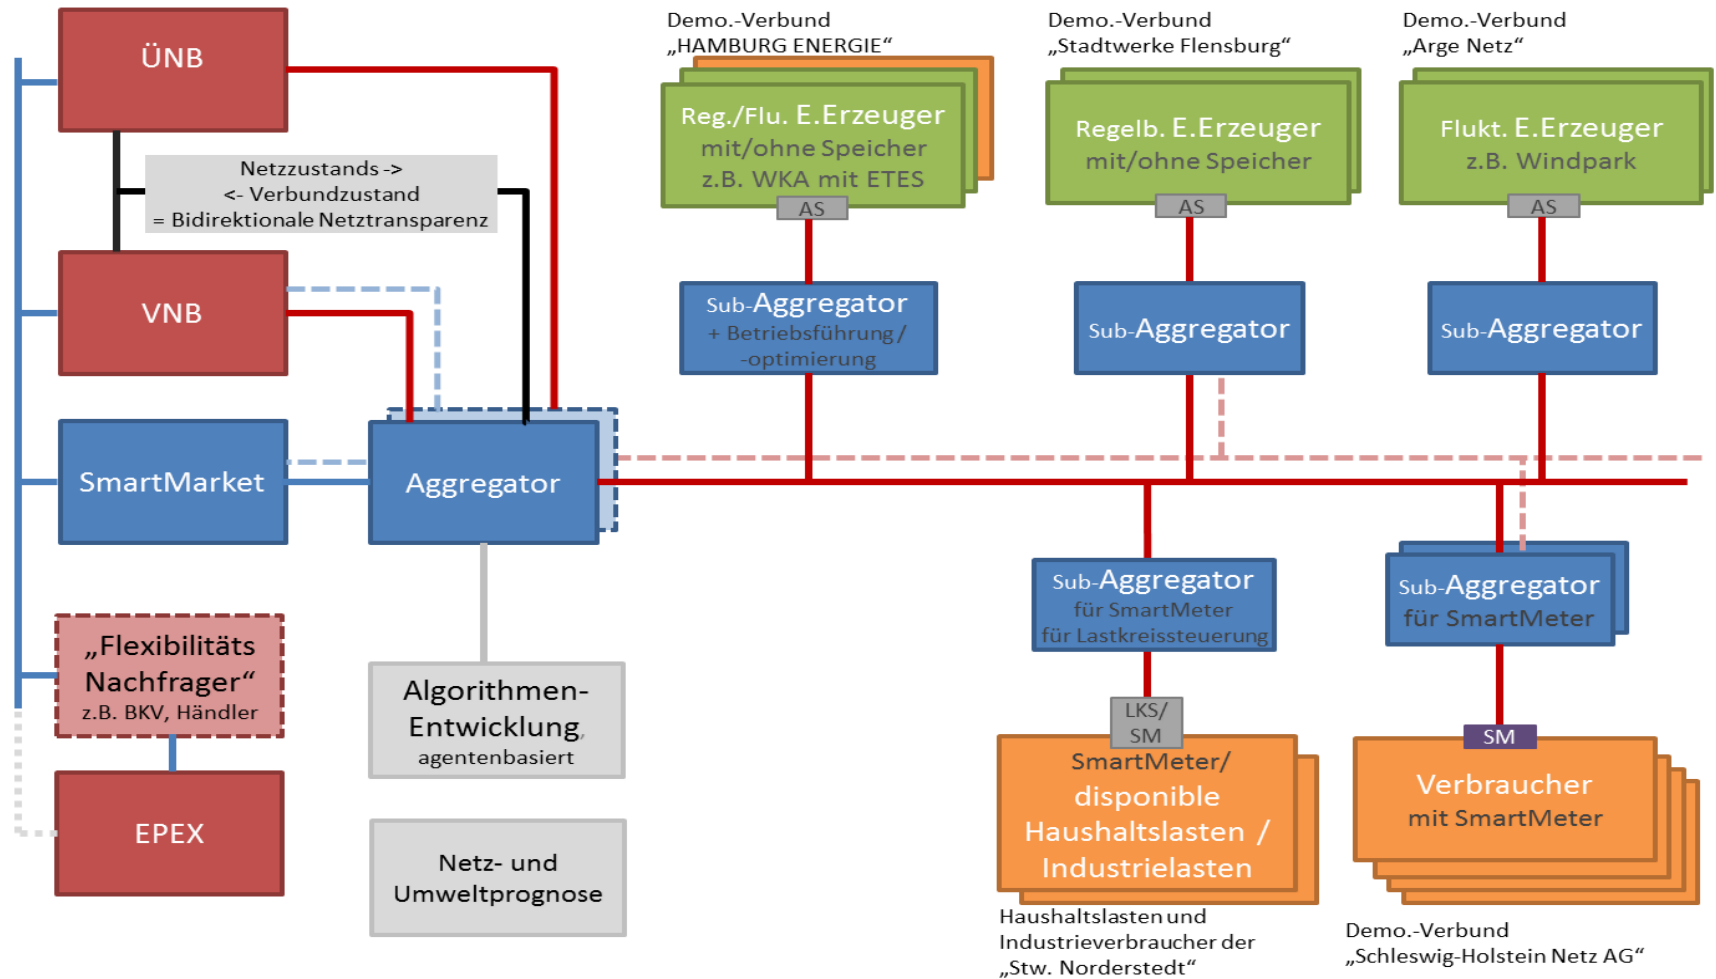 ÜNB
Netzzustands ->
<- Verbundzustand
= Bidirektionale Netztransparenz
VNB
SmartMarket
Aggregator
„Flexibilitäts
Nachfrager“
z.B. BKV, Händler
EPEX
Algorithmen-
Entwicklung,
agentenbasiert
Netz- und
Umweltprognose
Demo.-Verbund
„HAMBURG ENERGIE“
Reg./Flu. E.Erzeuger
mit/ohne Speicher
z.B. WKA mit ETES
AS
Sub-Aggregator
+ Betriebsführung /
-optimierung
Demo.-Verbund
„Stadtwerke Flensburg“
Regelb. E.Erzeuger
mit/ohne Speicher
AS
Sub-Aggregator
Demo.-Verbund
„Arge Netz“
Flukt. E.Erzeuger
z.B. Windpark
AS
Sub-Aggregator
Sub-Aggregator
für SmartMeter
für Lastkreissteuerung
LKS/
SM
SmartMeter/
disponible
Haushaltslasten /
Industrielasten
Haushaltslasten und
Industrieverbraucher der
„Stw. Norderstedt“
Sub-Aggregator
für SmartMeter
SM
Verbraucher
mit SmartMeter
Demo.-Verbund
„Schleswig-Holstein Netz AG“